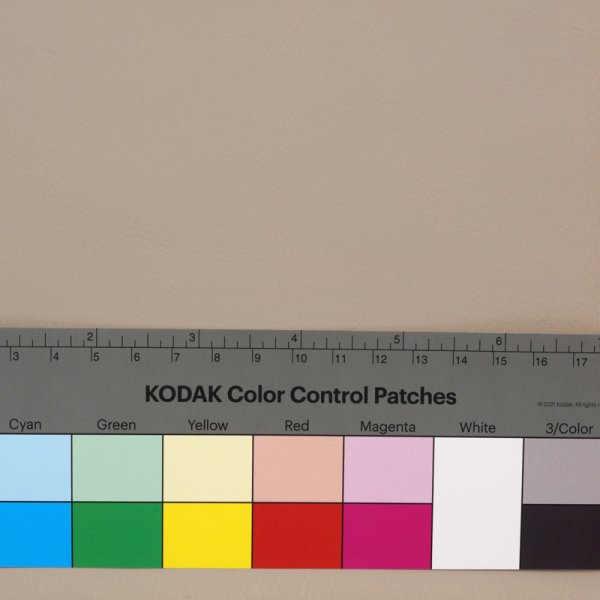 2 3 4 5 6
3 4 5 6 7 8 9 10 11 12 13 14 15 16 17
KODAK Color Control Patches
© 2021 Kodak. All rights
Cyan Green Yellow Red Magenta White 3/Color